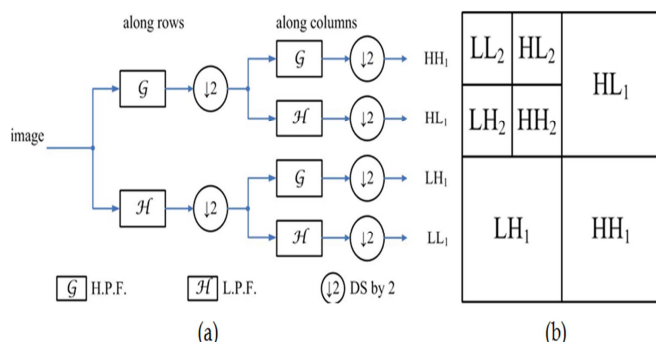 along rows
along columns
G
↓2
HH₁
G
↓2
image
H
↓2
HL₁
G
↓2
LH₁
H
↓2
H
↓2
LL₁
G H.P.F.
H L.P.F.
↓2 DS by 2
(a)
LL₂ HL₂
HL₁
LH₂ HH₂
LH₁ HH₁
(b)